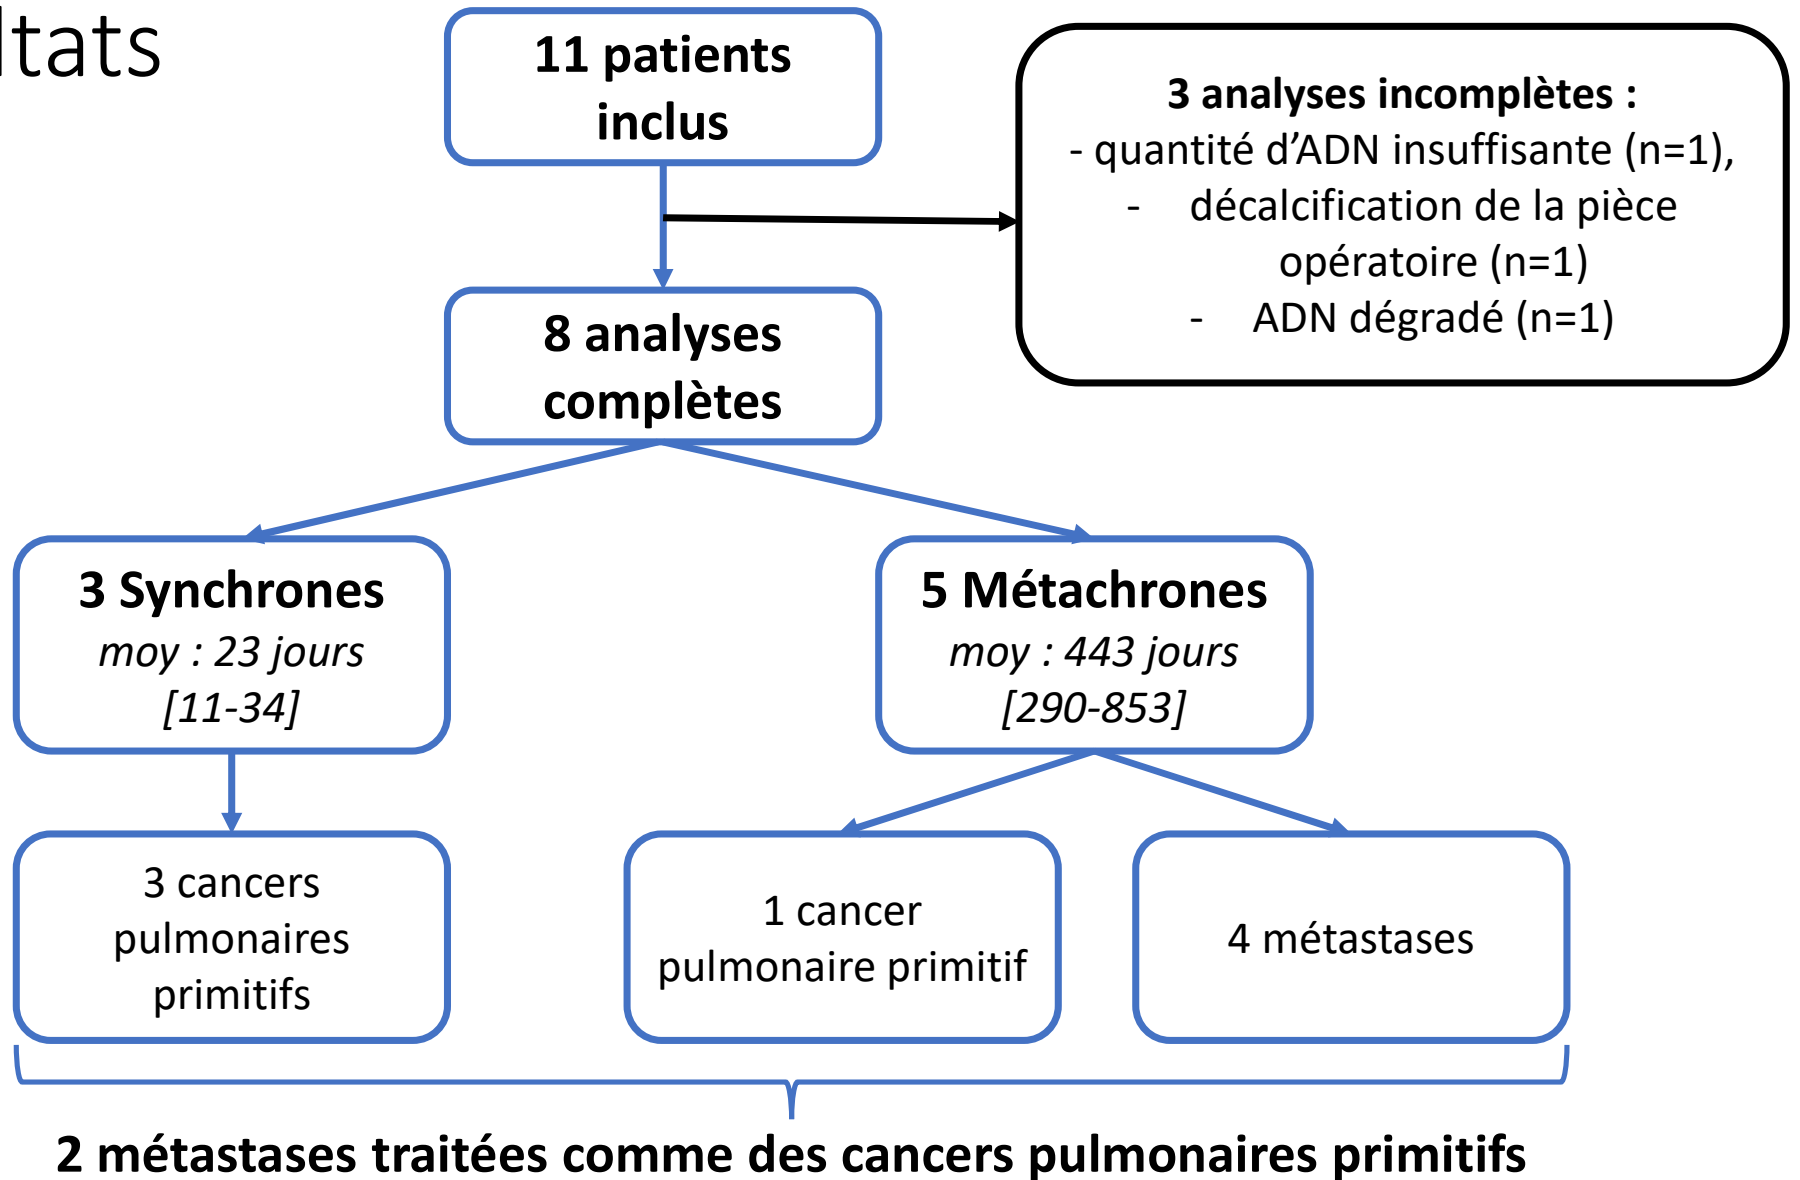 ltats
11 patients
inclus
3 analyses incomplètes :
- quantité d’ADN insuffisante (n=1),
- décalcification de la pièce
opératoire (n=1)
- ADN dégradé (n=1)
8 analyses
complètes
3 Synchrones
moy : 23 jours
[11-34]
5 Métachrones
moy : 443 jours
[290-853]
3 cancers
pulmonaires
primitifs
1 cancer
pulmonaire primitif
4 métastases
2 métastases traitées comme des cancers pulmonaires primitifs